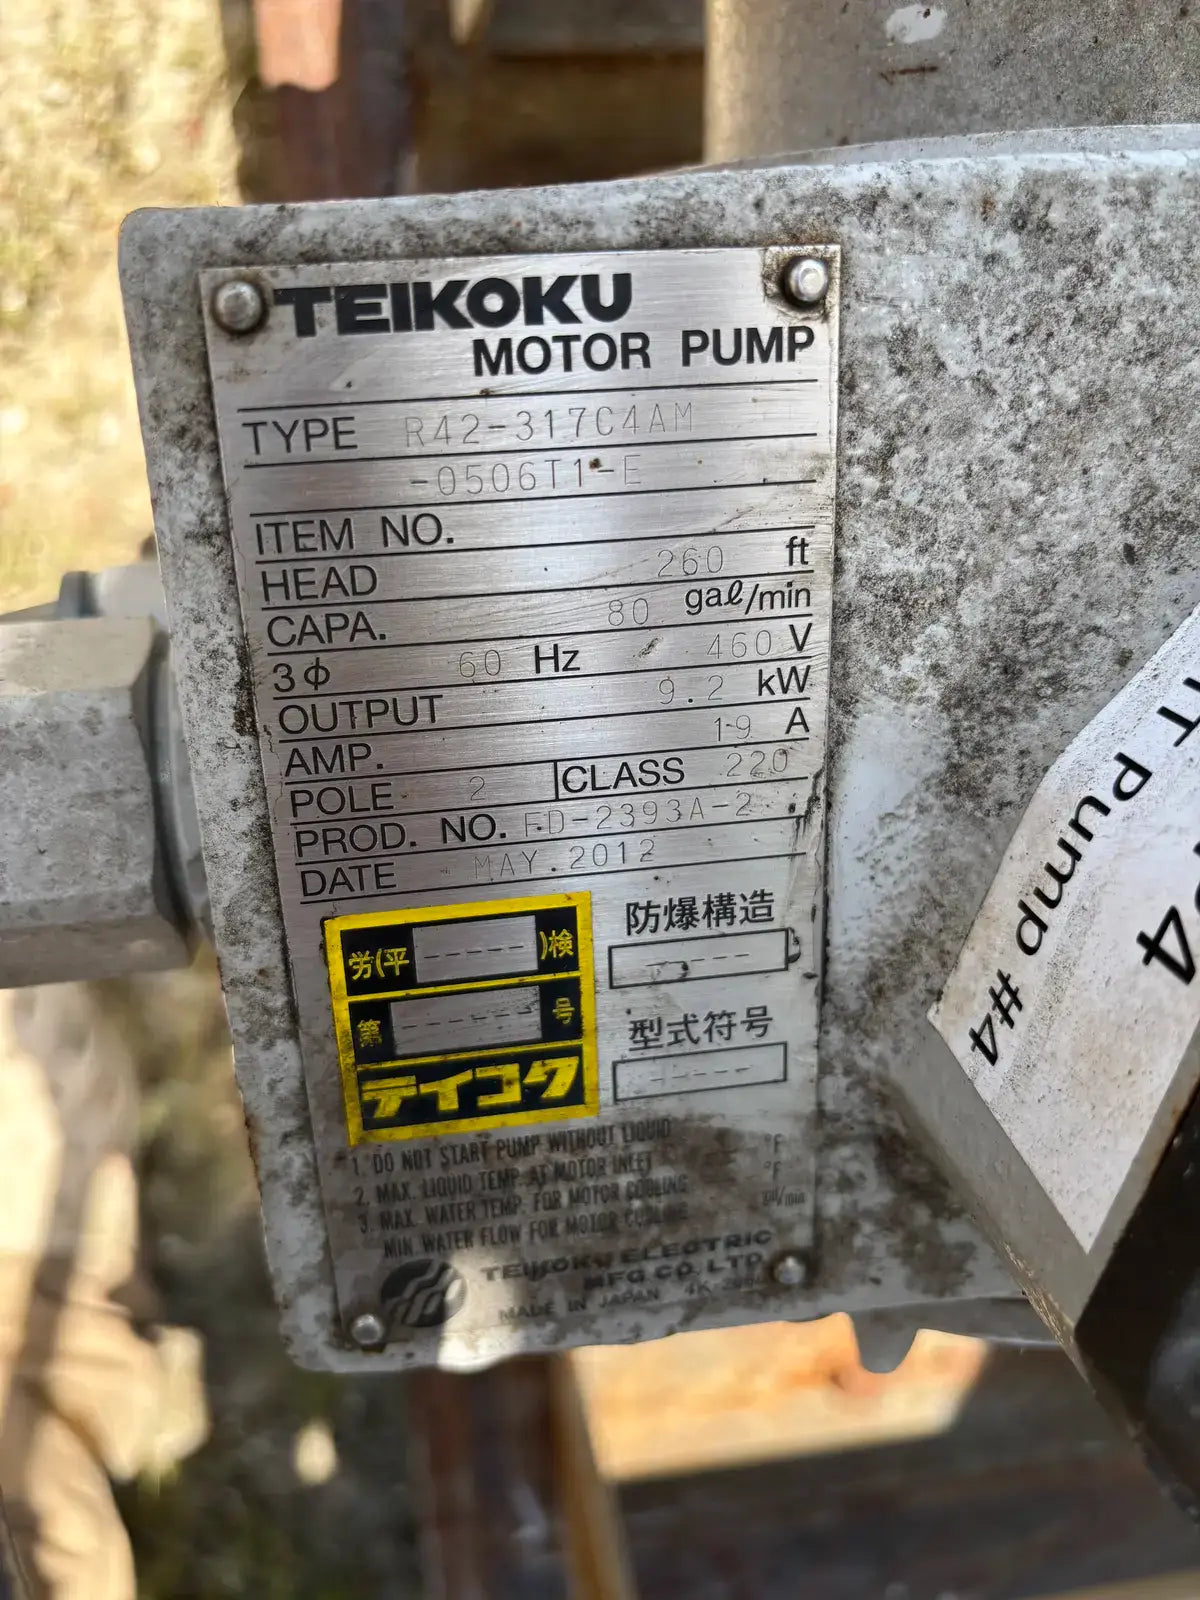 TEIKOKU
MOTOR PUMP
TYPE R42-317C4AM
-0506T1-E
ITEM NO.
HEAD 260 ft
CAPA. 80 gal/min
3φ 60 Hz 460 V
OUTPUT 9.2 kW
AMP. 19 A
POLE 2 CLASS 220
PROD. NO. FD-2393A-2
DATE MAY.2012
労(平 ----)検
第 ------ 号
テイコク
防爆構造
-----
型式符号
-----
1. DO NOT START PUMP WITHOUT LIQUID
2. MAX. LIQUID TEMP. AT MOTOR INLET °F
3. MAX. WATER TEMP. FOR MOTOR COOLING °F
MIN. WATER FLOW FOR MOTOR COOLING gal/min
TEIKOKU ELECTRIC
MFG. CO. LTD.
MADE IN JAPAN
Pump #4